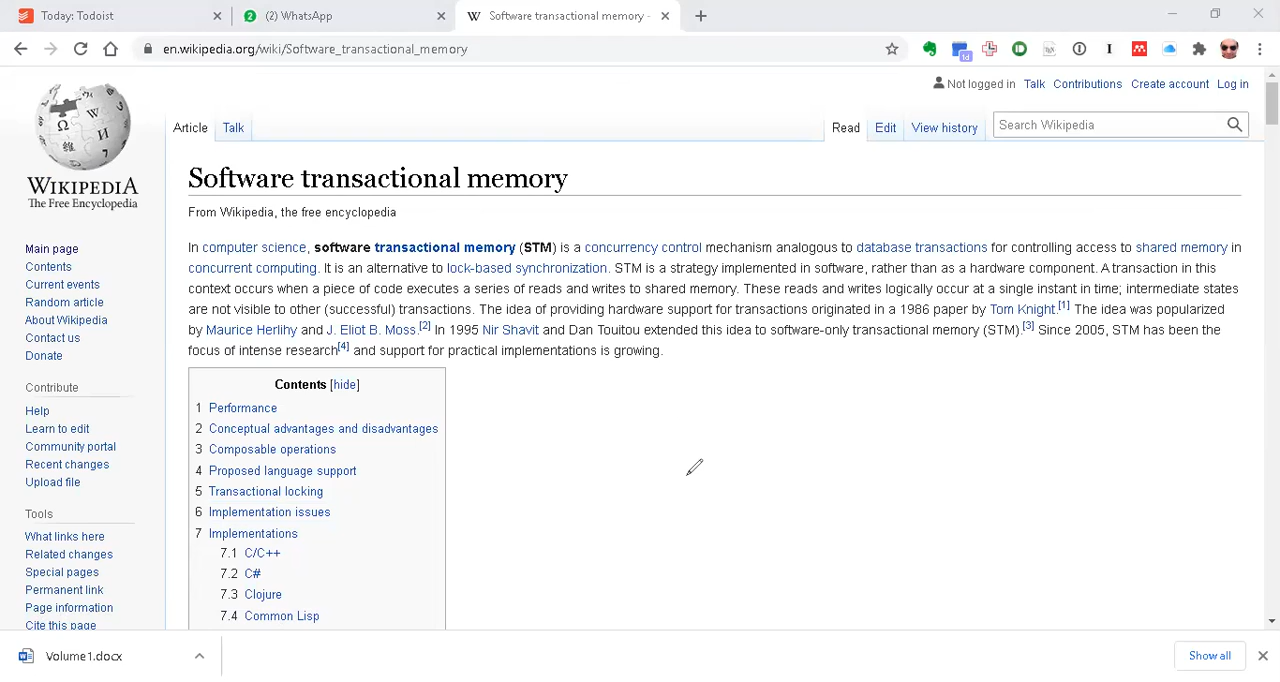 Today: Todoist
(2) WhatsApp
Software transactional memory -
en.wikipedia.org/wiki/Software_transactional_memory
Not logged in Talk Contributions Create account Log in
Article Talk Read Edit View history Search Wikipedia
WIKIPEDIA
The Free Encyclopedia
Main page
Contents
Current events
Random article
About Wikipedia
Contact us
Donate
Contribute
Help
Learn to edit
Community portal
Recent changes
Upload file
Tools
What links here
Related changes
Special pages
Permanent link
Page information
Cite this page
Software transactional memory
From Wikipedia, the free encyclopedia
In computer science, software transactional memory (STM) is a concurrency control mechanism analogous to database transactions for controlling access to shared memory in
concurrent computing. It is an alternative to lock-based synchronization. STM is a strategy implemented in software, rather than as a hardware component. A transaction in this
context occurs when a piece of code executes a series of reads and writes to shared memory. These reads and writes logically occur at a single instant in time; intermediate states
are not visible to other (successful) transactions. The idea of providing hardware support for transactions originated in a 1986 paper by Tom Knight.[1] The idea was popularized
by Maurice Herlihy and J. Eliot B. Moss.[2] In 1995 Nir Shavit and Dan Touitou extended this idea to software-only transactional memory (STM).[3] Since 2005, STM has been the
focus of intense research[4] and support for practical implementations is growing.
Contents [hide]
1 Performance
2 Conceptual advantages and disadvantages
3 Composable operations
4 Proposed language support
5 Transactional locking
6 Implementation issues
7 Implementations
7.1 C/C++
7.2 C#
7.3 Clojure
7.4 Common Lisp
Volume1.docx
Show all